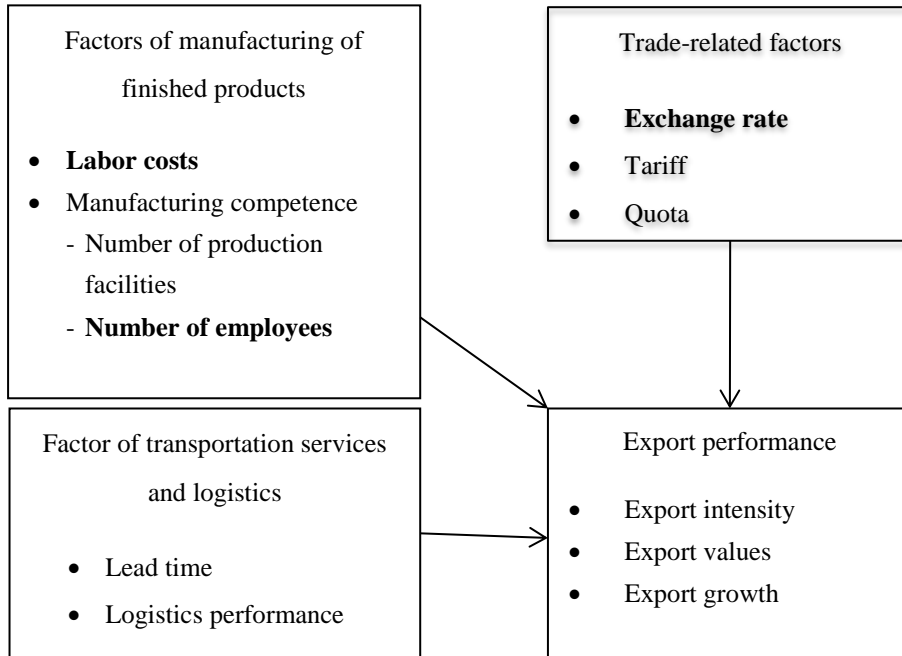 Factors of manufacturing of
finished products
• Labor costs
• Manufacturing competence
- Number of production
facilities
- Number of employees
Trade-related factors
• Exchange rate
• Tariff
• Quota
Factor of transportation services
and logistics
• Lead time
• Logistics performance
Export performance
• Export intensity
• Export values
• Export growth